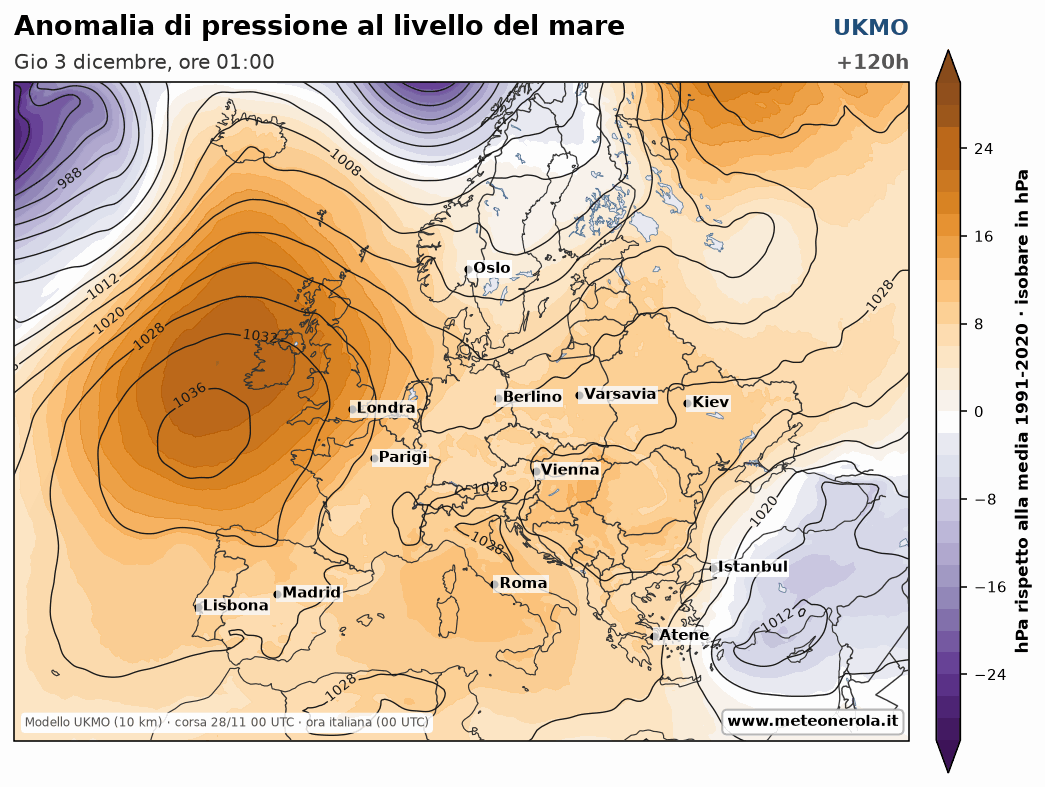 Anomalia di pressione al livello del mare
UKMO
Gio 3 dicembre, ore 01:00
+120h
988
1008
1012
1020
1028
1032
1036
1028
Oslo
Londra
Berlino
Varsavia
Kiev
Parigi
Vienna
1028
1028
1020
Istanbul
Roma
Madrid
Lisbona
Atene
1012
1028
Modello UKMO (10 km) · corsa 28/11 00 UTC · ora italiana (00 UTC)
www.meteonerola.it
24
16
8
0
−8
−16
−24
hPa rispetto alla media 1991-2020 · isobare in hPa